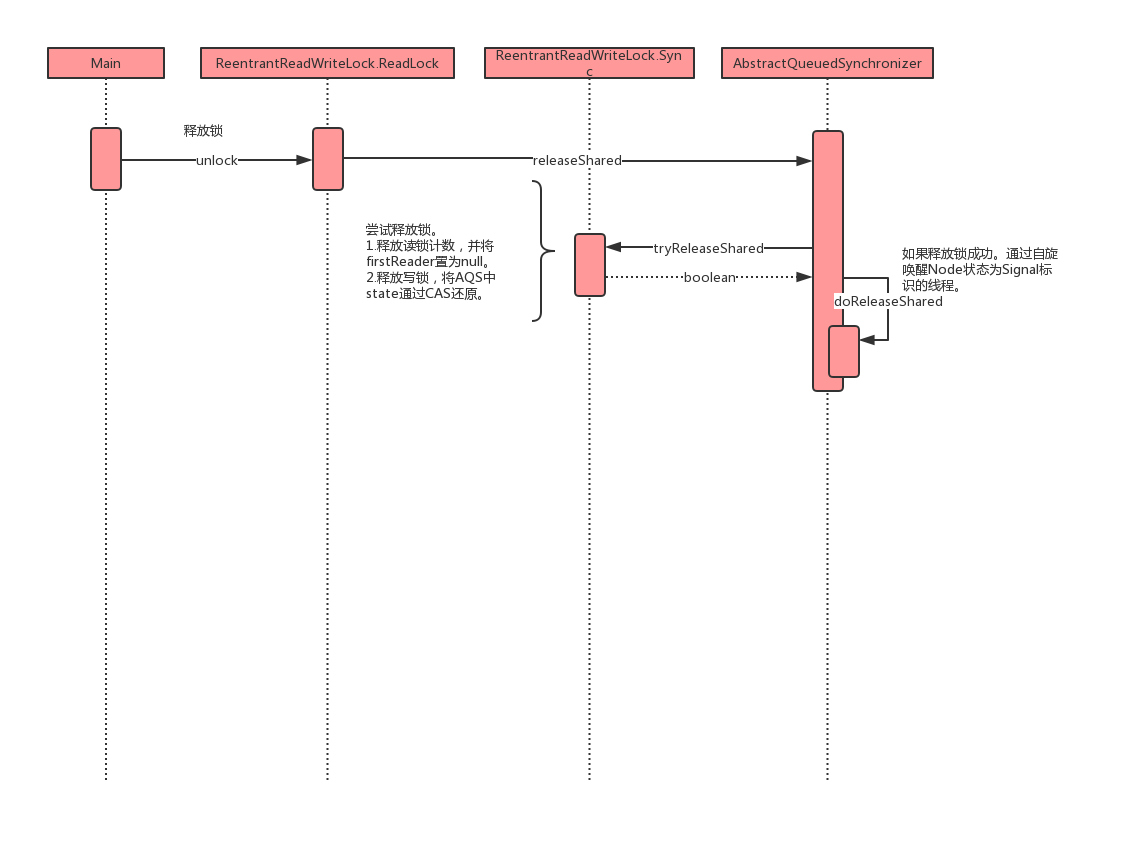 Main
ReentrantReadWriteLock.ReadLock
ReentrantReadWriteLock.Syn
c
AbstractQueuedSynchronizer
释放锁
unlock
releaseShared
尝试释放锁。
1.释放读锁计数，并将
firstReader置为null。
2.释放写锁，将AQS中
state通过CAS还原。
tryReleaseShared
boolean
如果释放锁成功。通过自旋
唤醒Node状态为Signal标
识的线程。
doReleaseShared